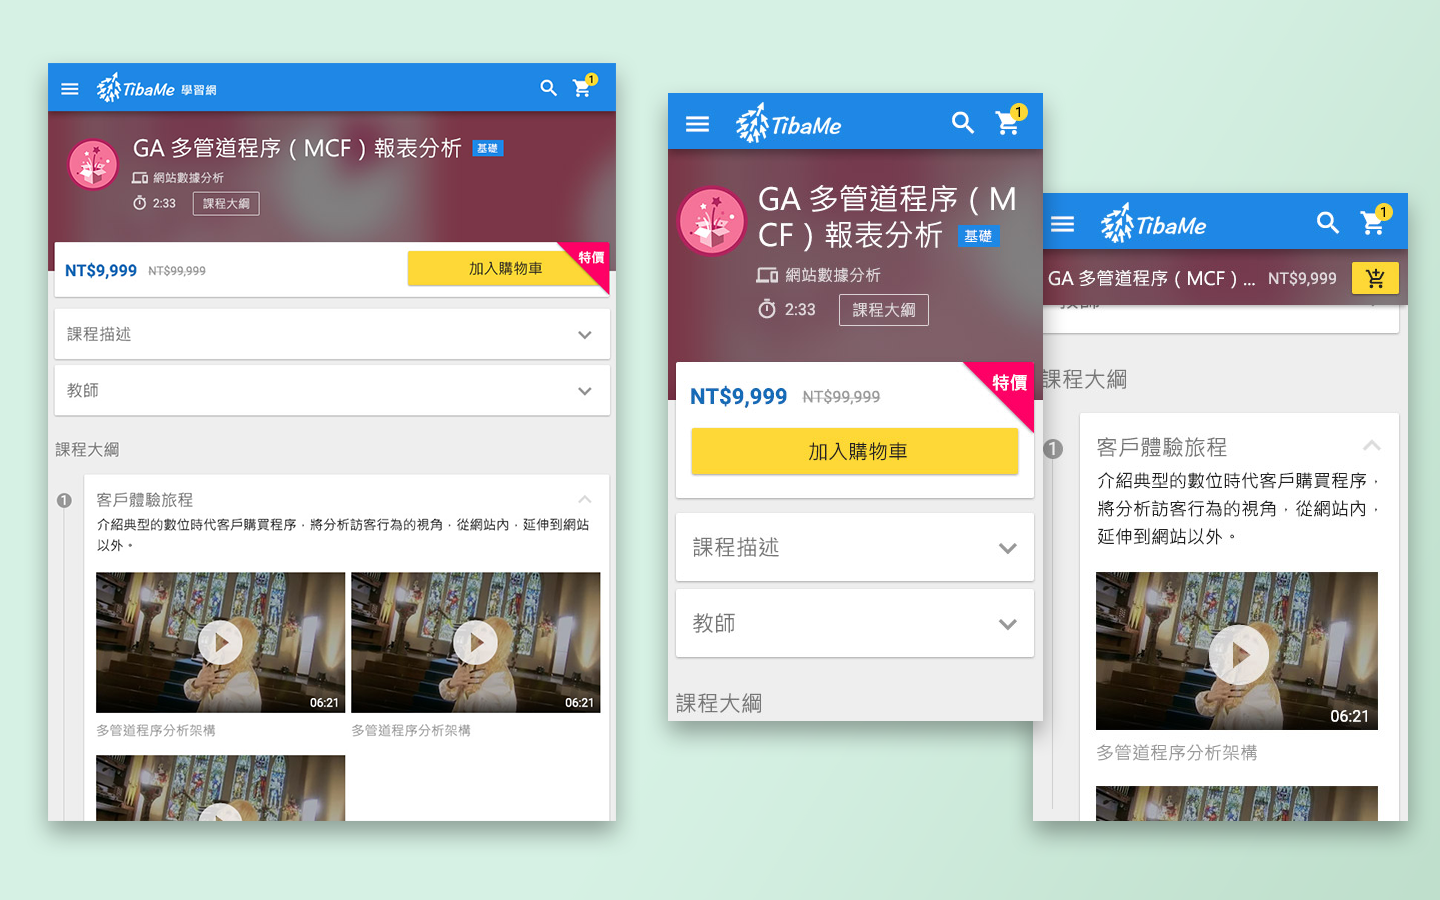 TibaMe 學習網
1
GA 多管道程序 ( MCF ) 報表分析 基礎
網站數據分析
2:33 課程大綱
NT$9,999 NT$99,999 加入購物車 特價
課程描述
教師
課程大綱
1 客戶體驗旅程
介紹典型的數位時代客戶購買程序，將分析訪客行為的視角，從網站內，延伸到網站
以外。
06:21 06:21
多管道程序分析架構 多管道程序分析架構
TibaMe
1
GA 多管道程序 ( M
CF ) 報表分析 基礎
網站數據分析
2:33 課程大綱
特價
NT$9,999 NT$99,999
加入購物車
課程描述
教師
課程大綱
TibaMe
1
GA 多管道程序 ( MCF ) ... NT$9,999
課程大綱
1 客戶體驗旅程
介紹典型的數位時代客戶購買程序，
將分析訪客行為的視角，從網站內，
延伸到網站以外。
06:21
多管道程序分析架構